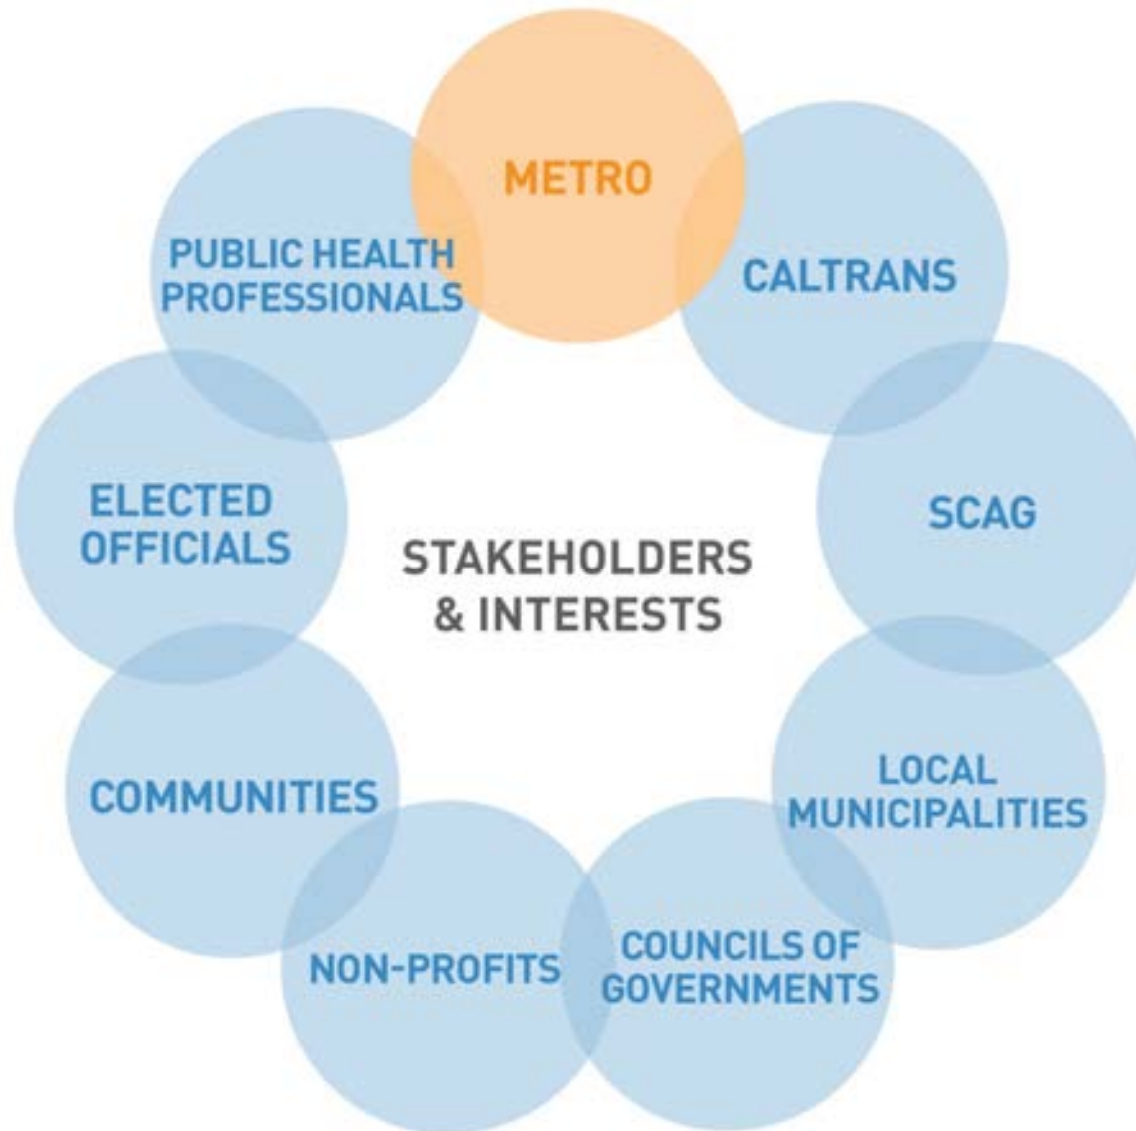 METRO
CALTRANS
SCAG
LOCAL
MUNICIPALITIES
COUNCILS OF
GOVERNMENTS
NON-PROFITS
COMMUNITIES
ELECTED
OFFICIALS
PUBLIC HEALTH
PROFESSIONALS
STAKEHOLDERS
& INTERESTS